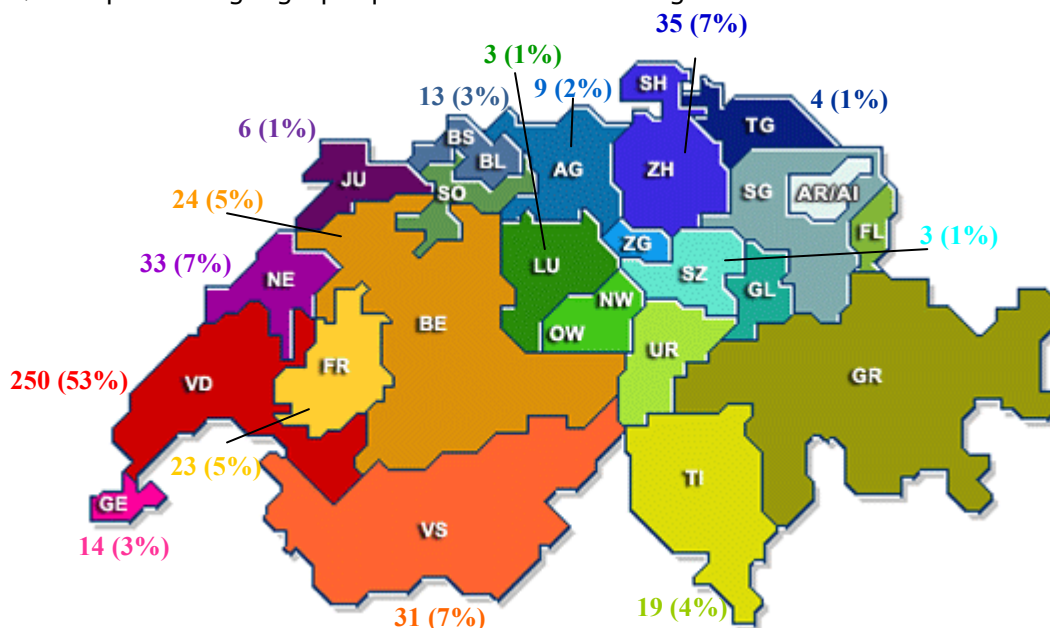 35 (7%)
3 (1%)
SH
9 (2%)
13 (3%)
4 (1%)
6 (1%)
BS
TG
BL
AG
ZH
JU
SO
SG
AR/AI
24 (5%)
FL
ZG
3 (1%)
33 (7%)
LU
SZ
NE
GL
NW
BE
OW
UR
FR
VD
GR
250 (53%)
23 (5%)
TI
GE
VS
14 (3%)
31 (7%)
19 (4%)